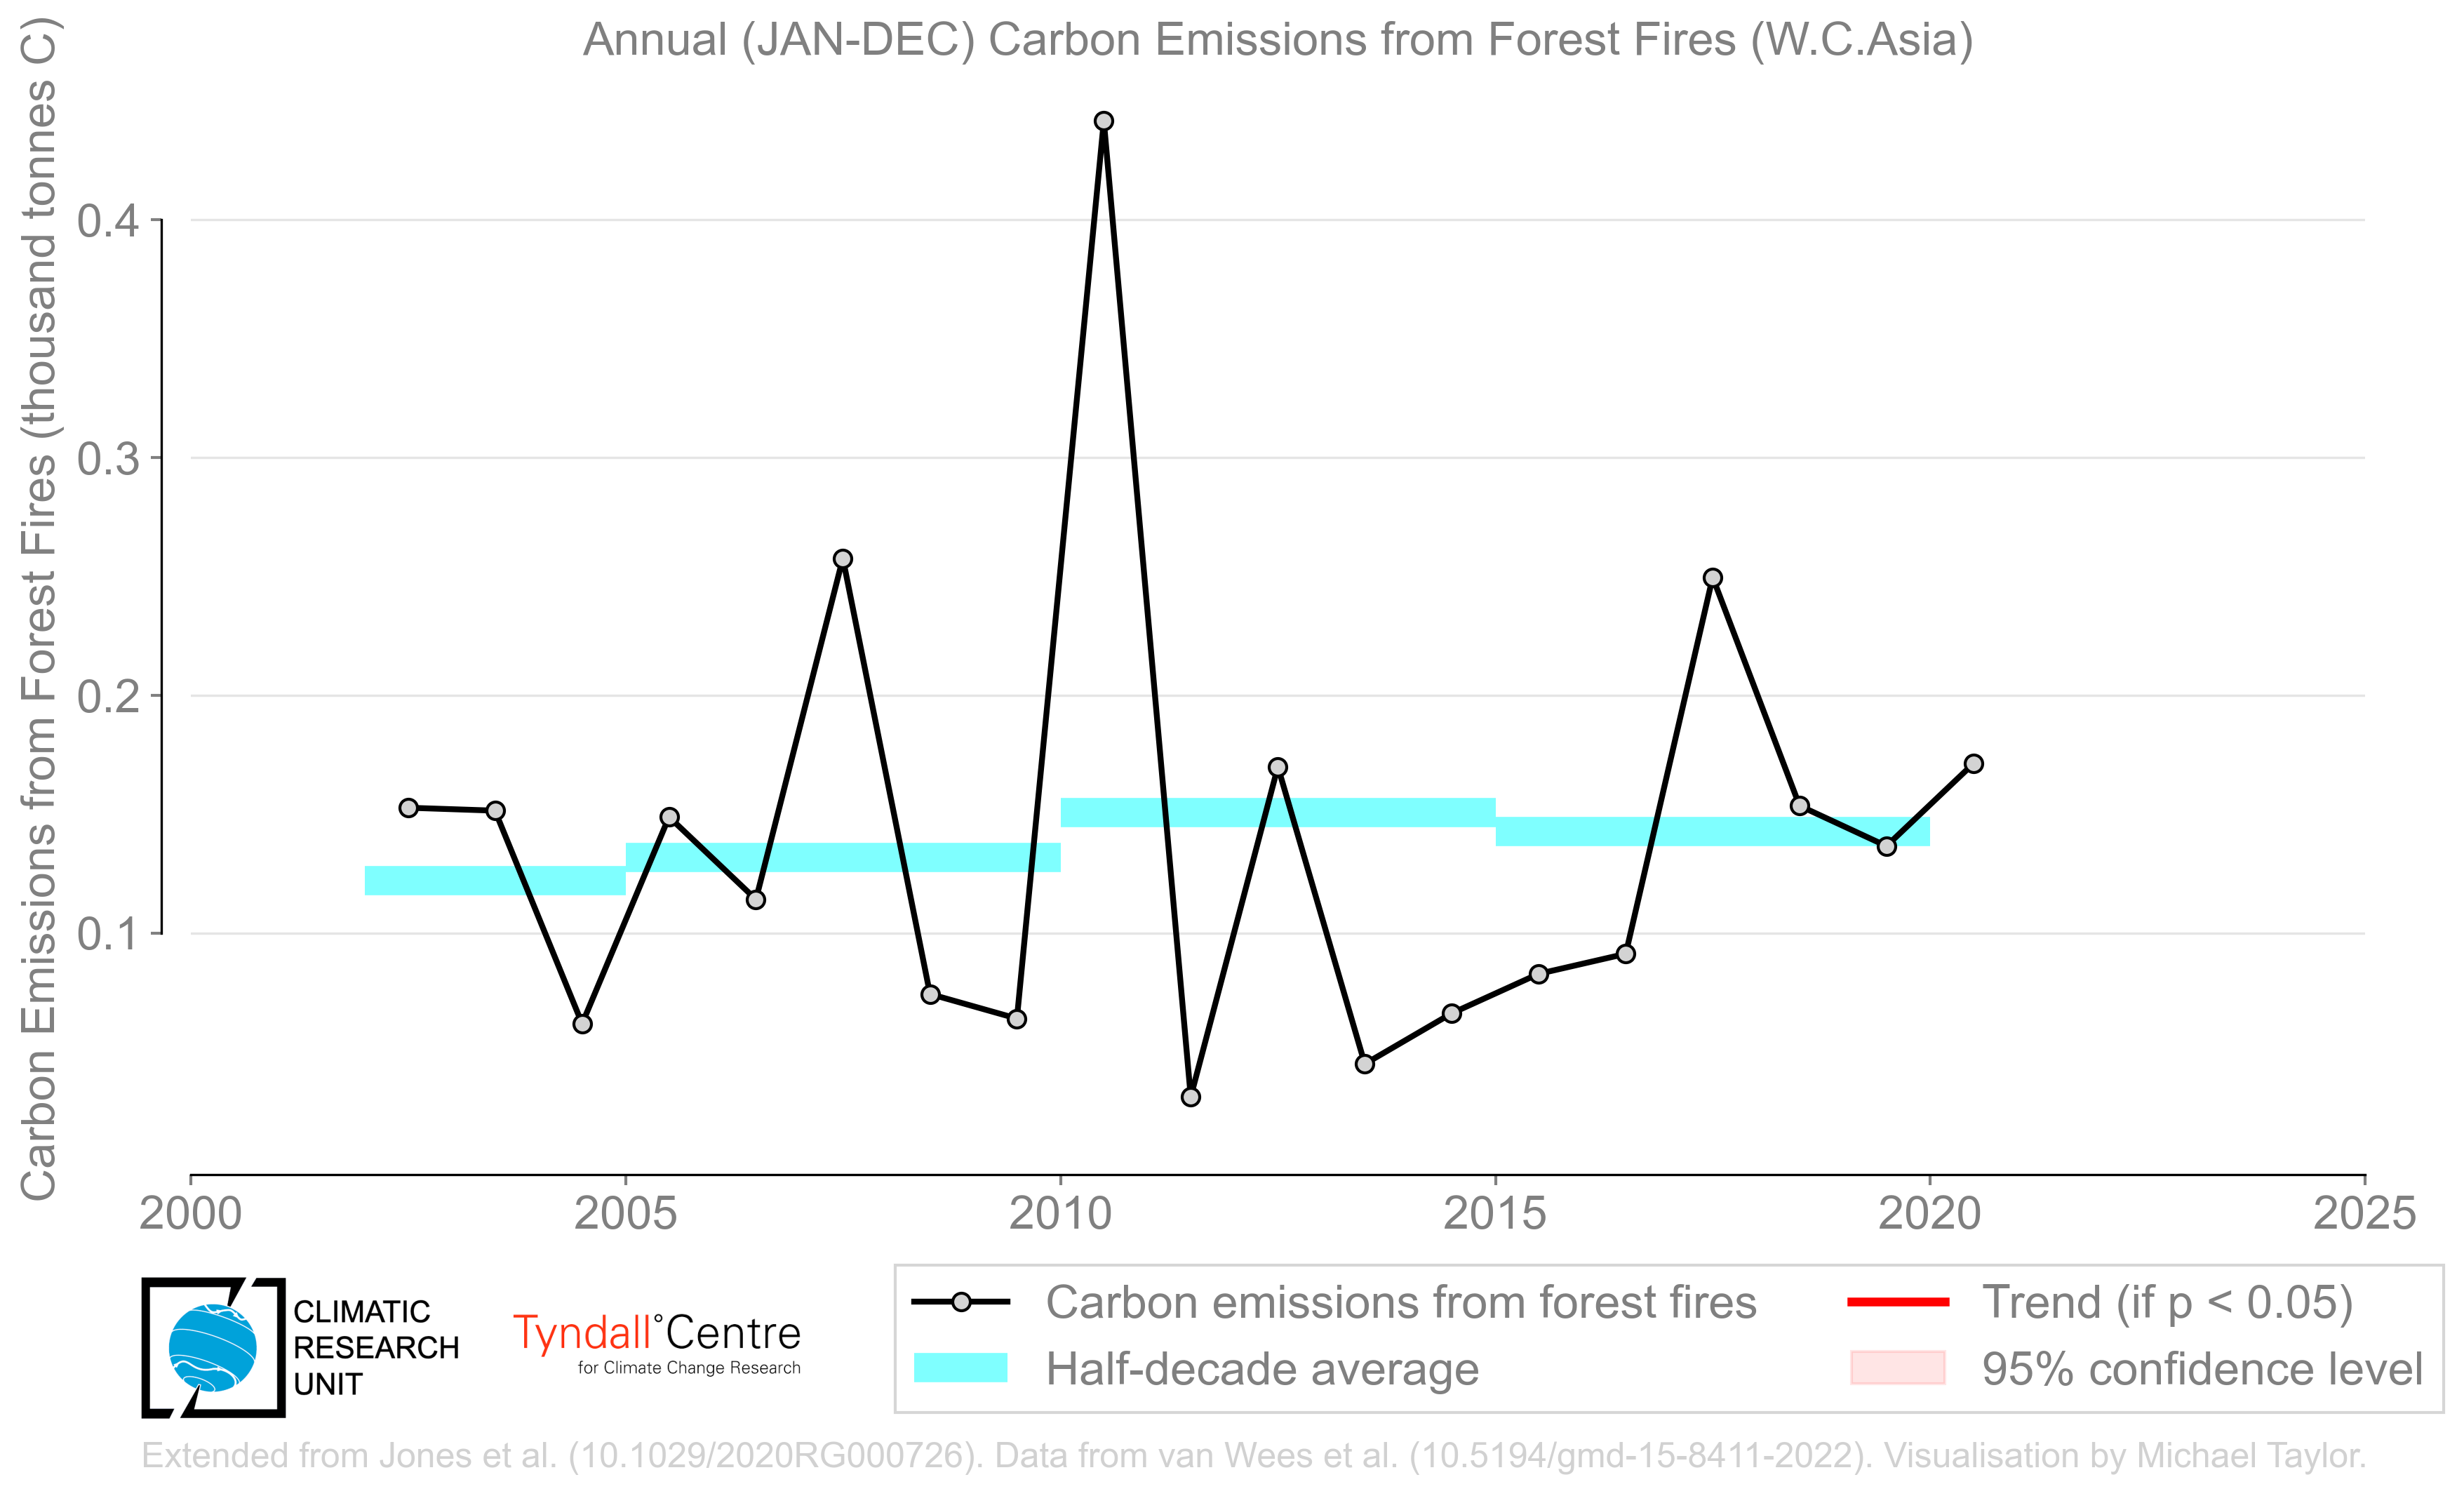 Annual (JAN-DEC) Carbon Emissions from Forest Fires (W.C.Asia)
Carbon Emissions from Forest Fires (thousand tonnes C)
0.4
0.3
0.2
0.1
2000 2005 2010 2015 2020 2025
CLIMATIC
RESEARCH
UNIT
Tyndall°Centre
for Climate Change Research
Carbon emissions from forest fires
Half-decade average
Trend (if p < 0.05)
95% confidence level
Extended from Jones et al. (10.1029/2020RG000726). Data from van Wees et al. (10.5194/gmd-15-8411-2022). Visualisation by Michael Taylor.